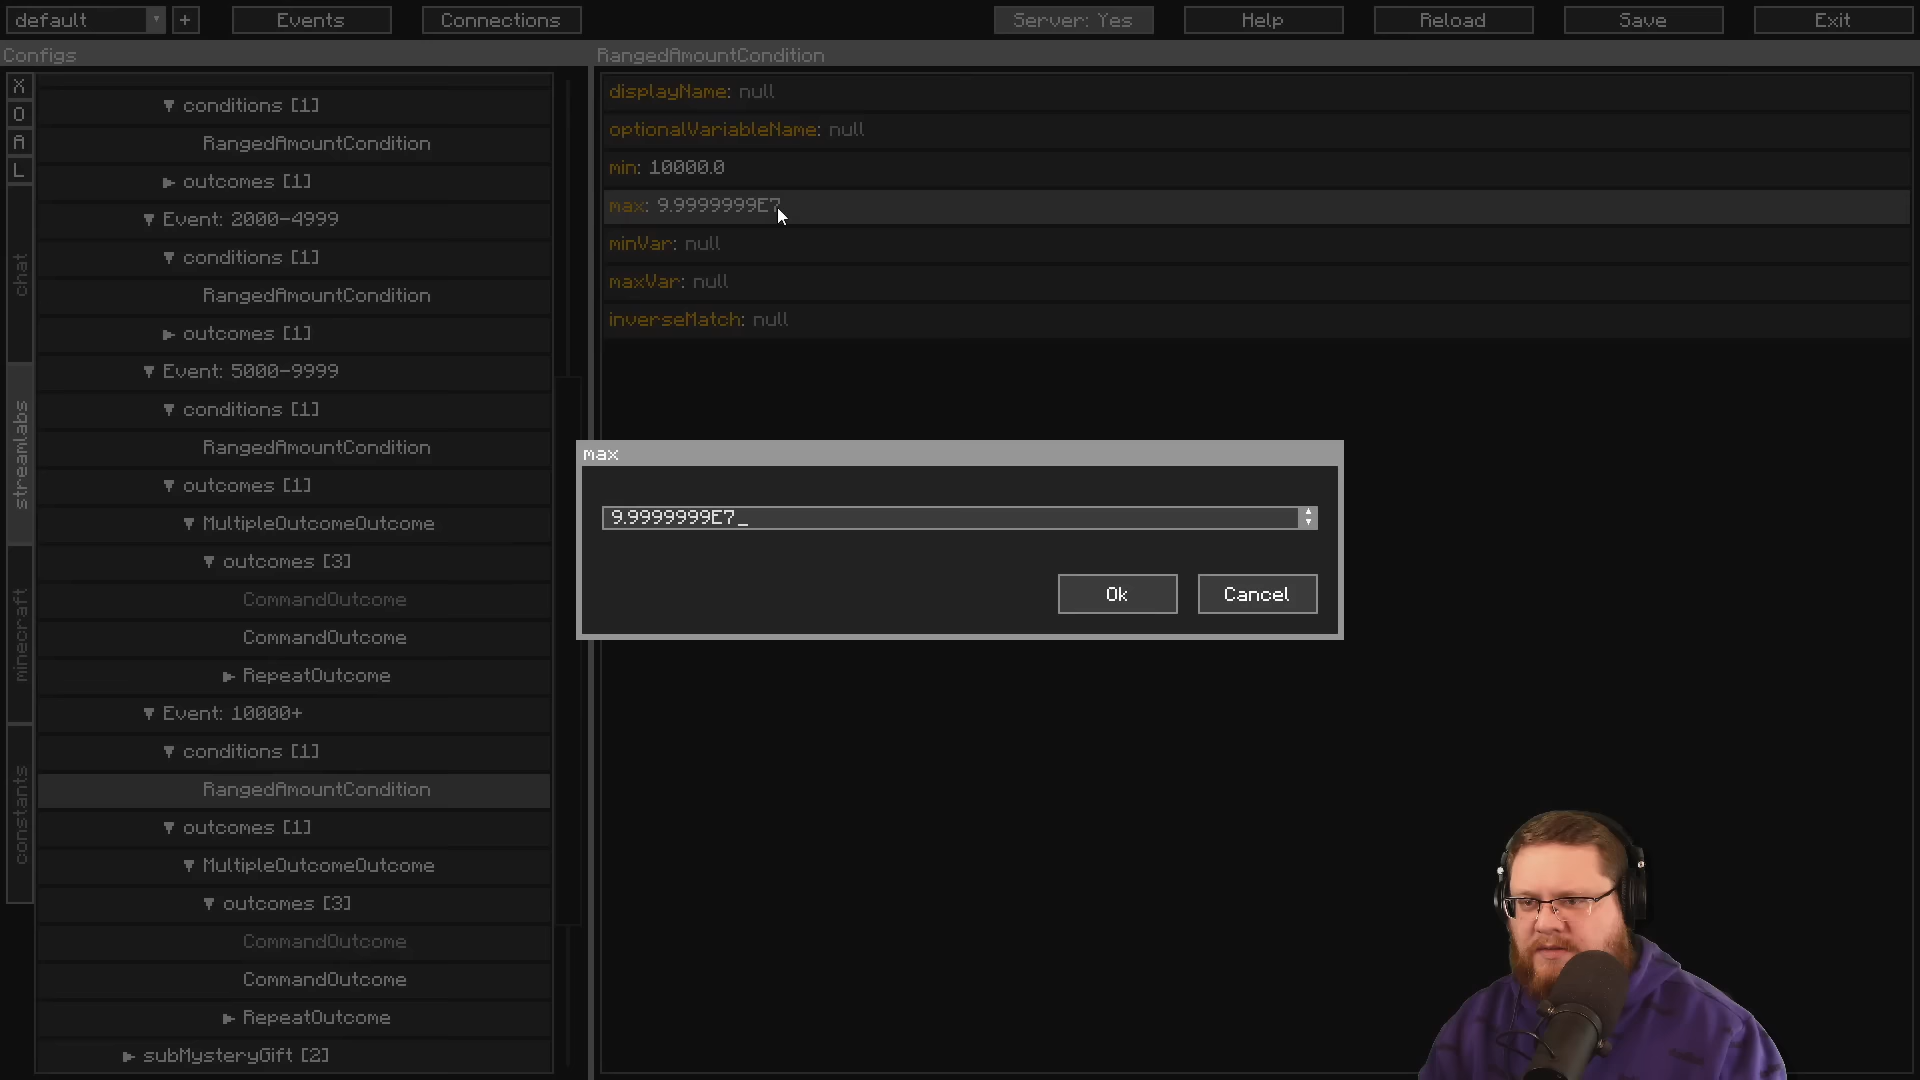 default
+
Events
Connections
Server: Yes
Help
Reload
Save
Exit
Configs
RangedAmountCondition
X
O
A
L
chat
streamlabs
minecraft
constants
conditions [1]
RangedAmountCondition
outcomes [1]
Event: 2000-4999
conditions [1]
RangedAmountCondition
outcomes [1]
Event: 5000-9999
conditions [1]
RangedAmountCondition
outcomes [1]
MultipleOutcomeOutcome
outcomes [3]
CommandOutcome
CommandOutcome
RepeatOutcome
Event: 10000+
conditions [1]
RangedAmountCondition
outcomes [1]
MultipleOutcomeOutcome
outcomes [3]
CommandOutcome
CommandOutcome
RepeatOutcome
subMysteryGift [2]
displayName: null
optionalVariableName: null
min: 10000.0
max: 9.9999999E7
minVar: null
maxVar: null
inverseMatch: null
max
9.9999999E7_
Ok
Cancel